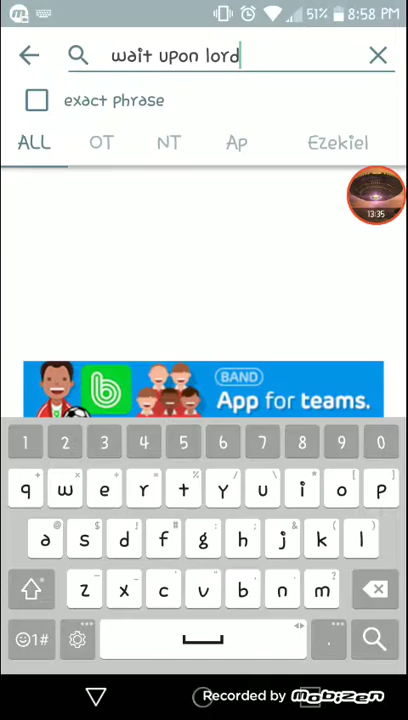 51% 8:58 PM
wait upon lord
exact phrase
ALL OT NT Ap Ezekiel
13:35
BAND
b App for teams.
1 2 3 4 5 6 7 8 9 0
q w e r t y u i o p
a s d f g h j k l
z x c v b n m
1# .
Recorded by mobizen